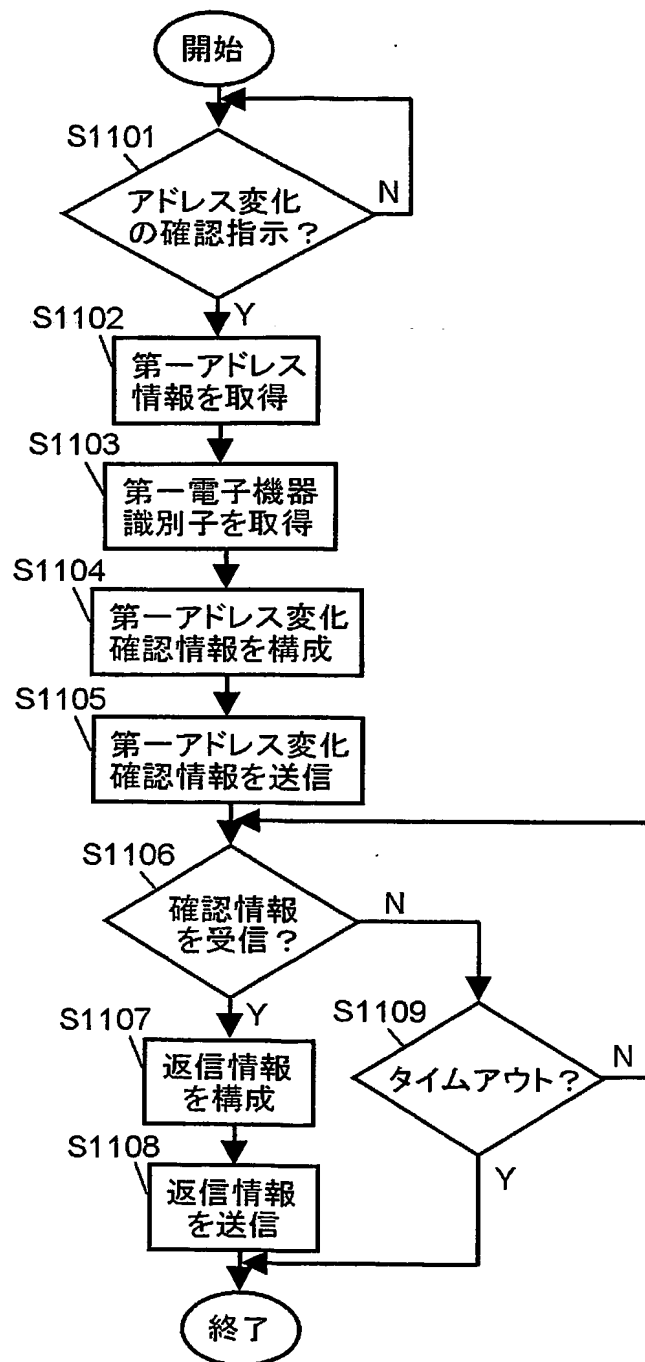 開始
S1101
アドレス変化
の確認指示？
N
Y
S1102
第一アドレス
情報を取得
S1103
第一電子機器
識別子を取得
S1104
第一アドレス変化
確認情報を構成
S1105
第一アドレス変化
確認情報を送信
S1106
確認情報
を受信？
N
Y
S1107
返信情報
を構成
S1109
タイムアウト？
N
Y
S1108
返信情報
を送信
終了